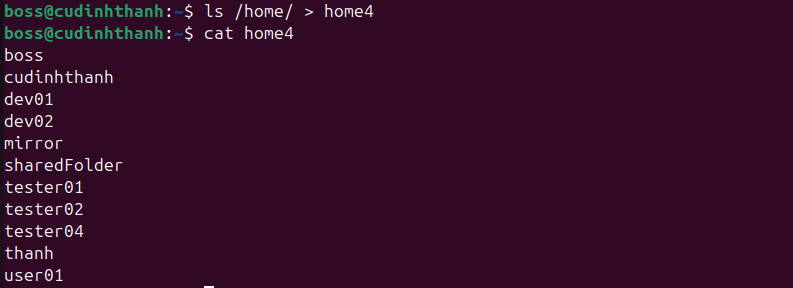 boss@cudinhthanh:~$ ls /home/ > home4
boss@cudinhthanh:~$ cat home4
boss
cudinhthanh
dev01
dev02
mirror
sharedFolder
tester01
tester02
tester04
thanh
user01